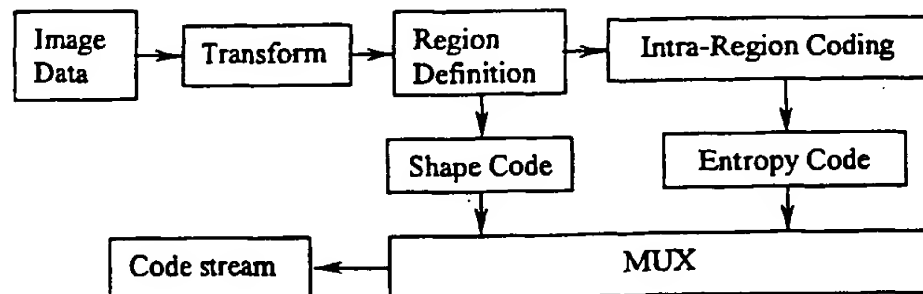 Image
Data
Transform
Region
Definition
Intra-Region Coding
Shape Code
Entropy Code
Code stream
MUX